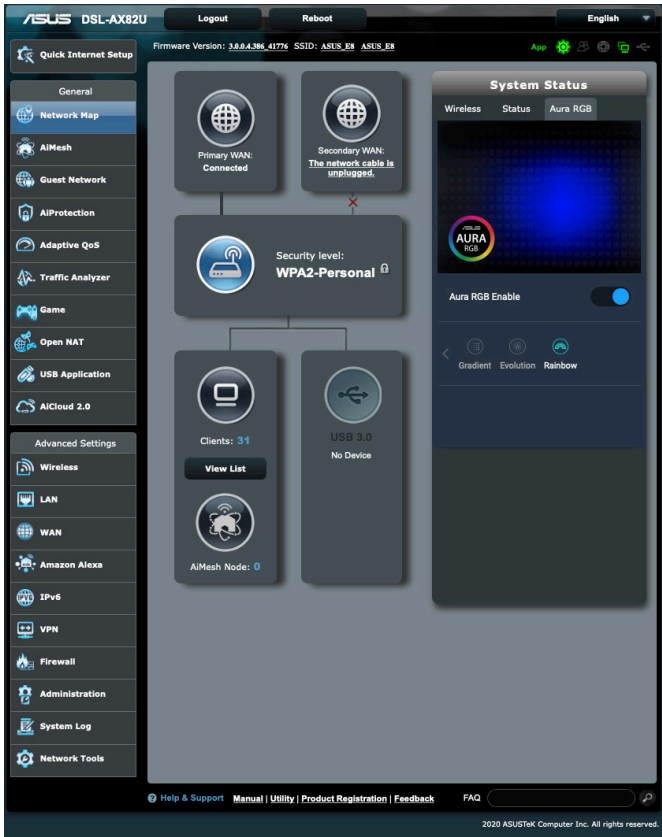 ASUS DSL-AX82U Logout Reboot English
Firmware Version: 3.0.0.4.386_41776 SSID: ASUS_E8 ASUS_E8 App
Quick Internet Setup
General
Network Map
AiMesh
Guest Network
AiProtection
Adaptive QoS
Traffic Analyzer
Game
Open NAT
USB Application
AiCloud 2.0
Advanced Settings
Wireless
LAN
WAN
Amazon Alexa
IPv6
VPN
Firewall
Administration
System Log
Network Tools
Primary WAN:
Connected
Secondary WAN:
The network cable is
unplugged.
Security level:
WPA2-Personal
Clients: 31
View List
AiMesh Node: 0
USB 3.0
No Device
System Status
Wireless Status Aura RGB
ASUS
AURA
RGB
Aura RGB Enable
Gradient Evolution Rainbow
Help & Support Manual | Utility | Product Registration | Feedback FAQ
2020 ASUSTeK Computer Inc. All rights reserved.